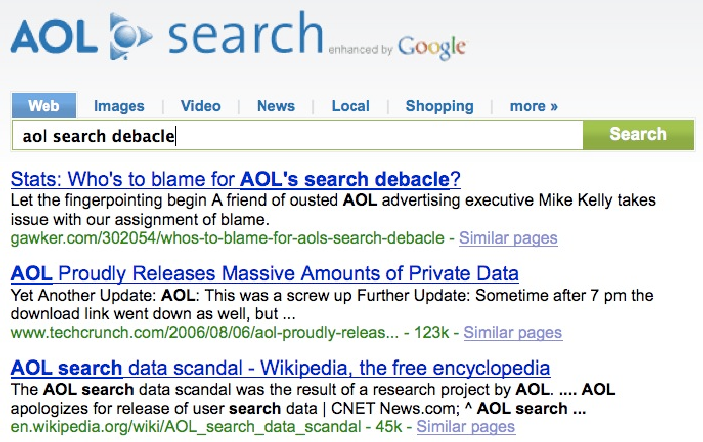 AOL search enhanced by Google
Web | Images | Video | News | Local | Shopping | more »
aol search debacle Search
Stats: Who's to blame for AOL's search debacle?
Let the fingerpointing begin A friend of ousted AOL advertising executive Mike Kelly takes
issue with our assignment of blame.
gawker.com/302054/whos-to-blame-for-aols-search-debacle - Similar pages
AOL Proudly Releases Massive Amounts of Private Data
Yet Another Update: AOL: This was a screw up Further Update: Sometime after 7 pm the
download link went down as well, but ...
www.techcrunch.com/2006/08/06/aol-proudly-releas... - 123k - Similar pages
AOL search data scandal - Wikipedia, the free encyclopedia
The AOL search data scandal was the result of a research project by AOL. .... AOL
apologizes for release of user search data | CNET News.com; ^ AOL search ...
en.wikipedia.org/wiki/AOL_search_data_scandal - 45k - Similar pages